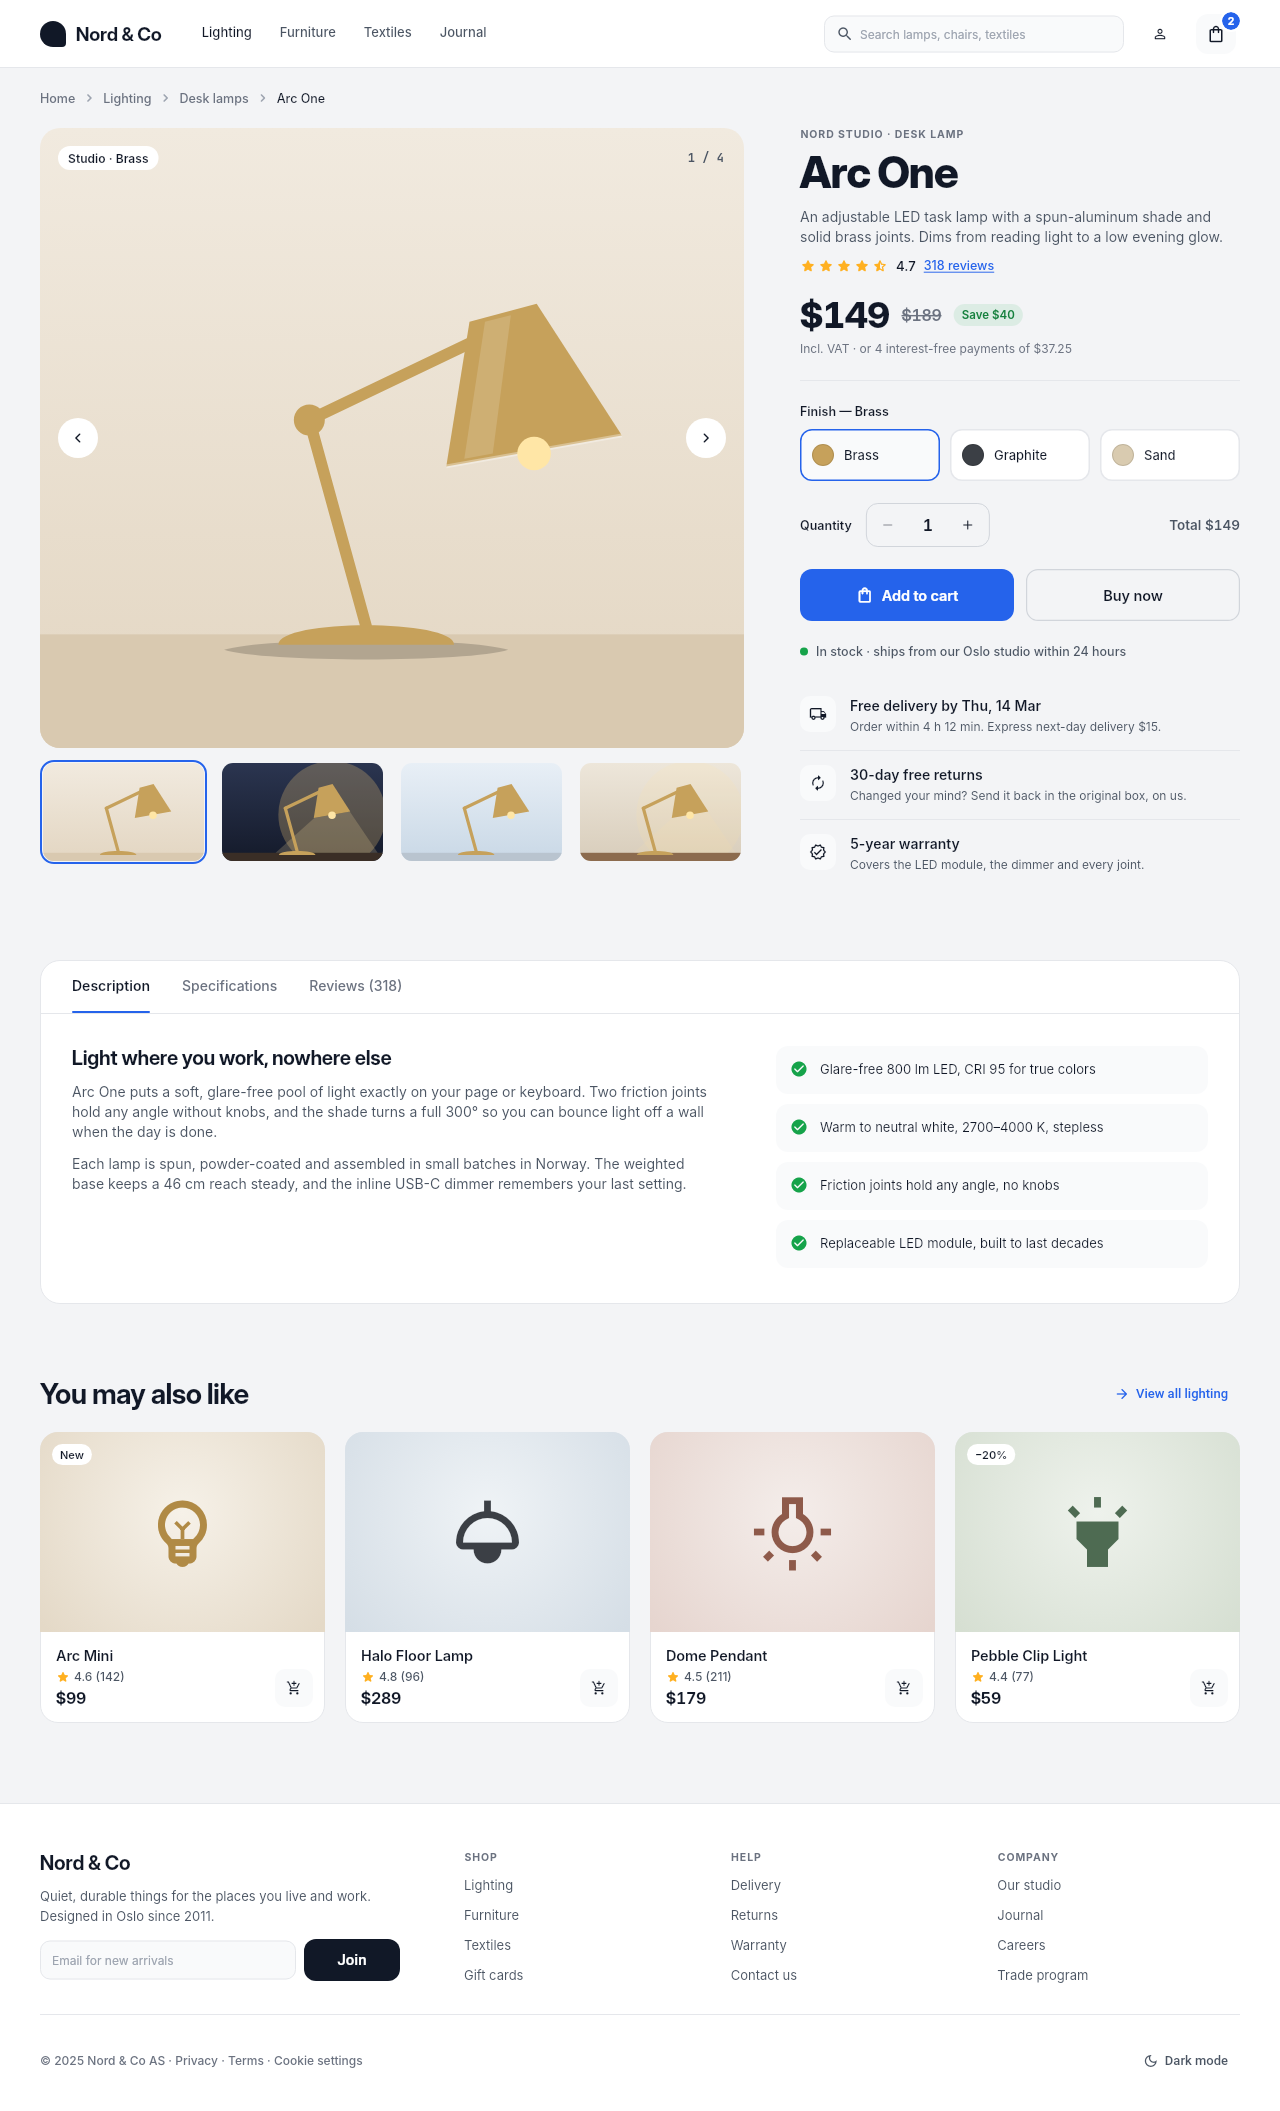 Nord & Co
Lighting
Furniture
Textiles
Journal
Search lamps, chairs, textiles
2
Home
Lighting
Desk lamps
Arc One
Studio · Brass
1 / 4
NORD STUDIO · DESK LAMP
Arc One
An adjustable LED task lamp with a spun-aluminum shade and
solid brass joints. Dims from reading light to a low evening glow.
4.7 318 reviews
$149 $189 Save $40
Incl. VAT · or 4 interest-free payments of $37.25
Finish — Brass
Brass
Graphite
Sand
Quantity
− 1 +
Total $149
Add to cart
Buy now
In stock · ships from our Oslo studio within 24 hours
Free delivery by Thu, 14 Mar
Order within 4 h 12 min. Express next-day delivery $15.
30-day free returns
Changed your mind? Send it back in the original box, on us.
5-year warranty
Covers the LED module, the dimmer and every joint.
Description
Specifications
Reviews (318)
Light where you work, nowhere else
Arc One puts a soft, glare-free pool of light exactly on your page or keyboard. Two friction joints
hold any angle without knobs, and the shade turns a full 300° so you can bounce light off a wall
when the day is done.
Each lamp is spun, powder-coated and assembled in small batches in Norway. The weighted
base keeps a 46 cm reach steady, and the inline USB-C dimmer remembers your last setting.
Glare-free 800 lm LED, CRI 95 for true colors
Warm to neutral white, 2700–4000 K, stepless
Friction joints hold any angle, no knobs
Replaceable LED module, built to last decades
You may also like
View all lighting
New
Arc Mini
4.6 (142)
$99
Halo Floor Lamp
4.8 (96)
$289
Dome Pendant
4.5 (211)
$179
−20%
Pebble Clip Light
4.4 (77)
$59
Nord & Co
Quiet, durable things for the places you live and work.
Designed in Oslo since 2011.
Email for new arrivals
Join
SHOP
Lighting
Furniture
Textiles
Gift cards
HELP
Delivery
Returns
Warranty
Contact us
COMPANY
Our studio
Journal
Careers
Trade program
© 2025 Nord & Co AS · Privacy · Terms · Cookie settings
Dark mode